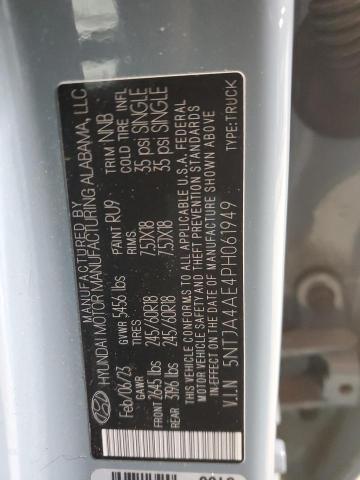 MANUFACTURED BY
HYUNDAI MOTOR MANUFACTURING ALABAMA, LLC
Feb/06/23 GVWR 5456 lbs PAINT RU9 TRIM NNB
GAWR TIRES RIMS COLD TIRE INFL
FRONT 2645 lbs 245/60R18 7.5JX18 35 psi SINGLE
REAR 3196 lbs 245/60R18 7.5JX18 35 psi SINGLE
THIS VEHICLE CONFORMS TO ALL APPLICABLE U.S.A. FEDERAL
MOTOR VEHICLE SAFETY AND THEFT PREVENTION STANDARDS IN
EFFECT ON THE DATE OF MANUFACTURE SHOWN ABOVE
V.I.N 5NTJA4AE4PH061949 TYPE:TRUCK